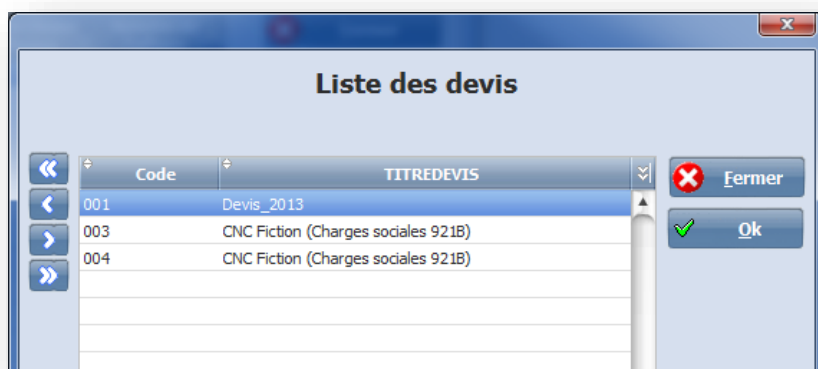 Liste des devis
Code TITREDEVIS
001 Devis_2013
003 CNC Fiction (Charges sociales 921B)
004 CNC Fiction (Charges sociales 921B)
Fermer
Ok